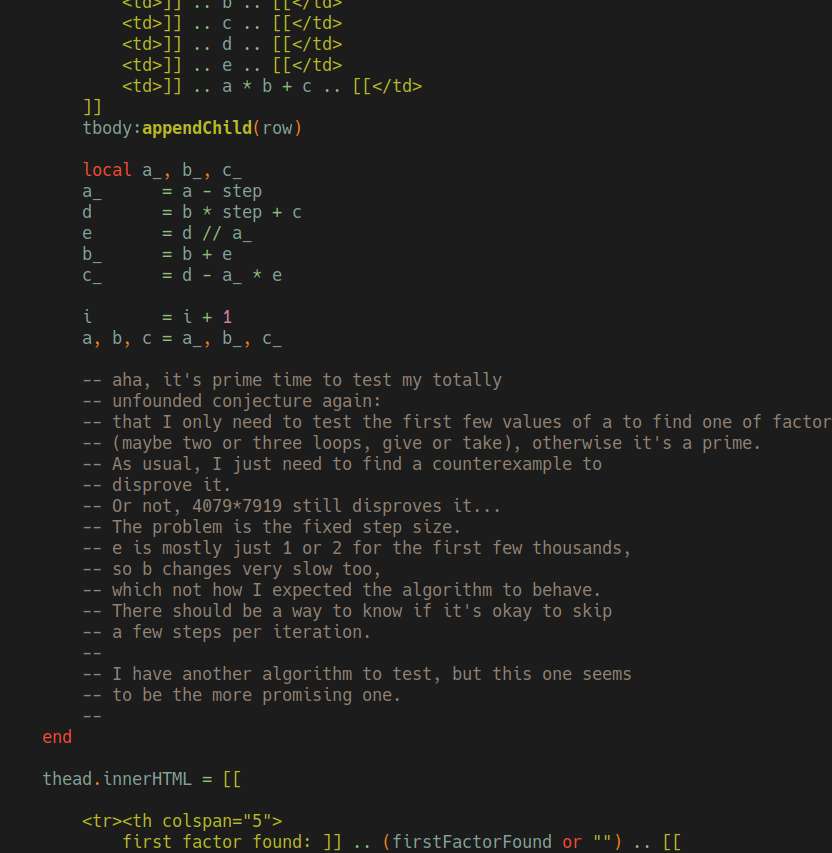 <td>]] .. b .. [[</td>
<td>]] .. c .. [[</td>
<td>]] .. d .. [[</td>
<td>]] .. e .. [[</td>
<td>]] .. a * b + c .. [[</td>
]]
tbody:appendChild(row)
local a_, b_, c_
a_      = a - step
d       = b * step + c
e       = d // a_
b_      = b + e
c_      = d - a_ * e
i       = i + 1
a, b, c = a_, b_, c_
-- aha, it's prime time to test my totally
-- unfounded conjecture again:
-- that I only need to test the first few values of a to find one of factor
-- (maybe two or three loops, give or take), otherwise it's a prime.
-- As usual, I just need to find a counterexample to
-- disprove it.
-- Or not, 4079*7919 still disproves it...
-- The problem is the fixed step size.
-- e is mostly just 1 or 2 for the first few thousands,
-- so b changes very slow too,
-- which not how I expected the algorithm to behave.
-- There should be a way to know if it's okay to skip
-- a few steps per iteration.
--
-- I have another algorithm to test, but this one seems
-- to be the more promising one.
--
end
thead.innerHTML = [[
<tr><th colspan="5">
first factor found: ]] .. (firstFactorFound or "") .. [[